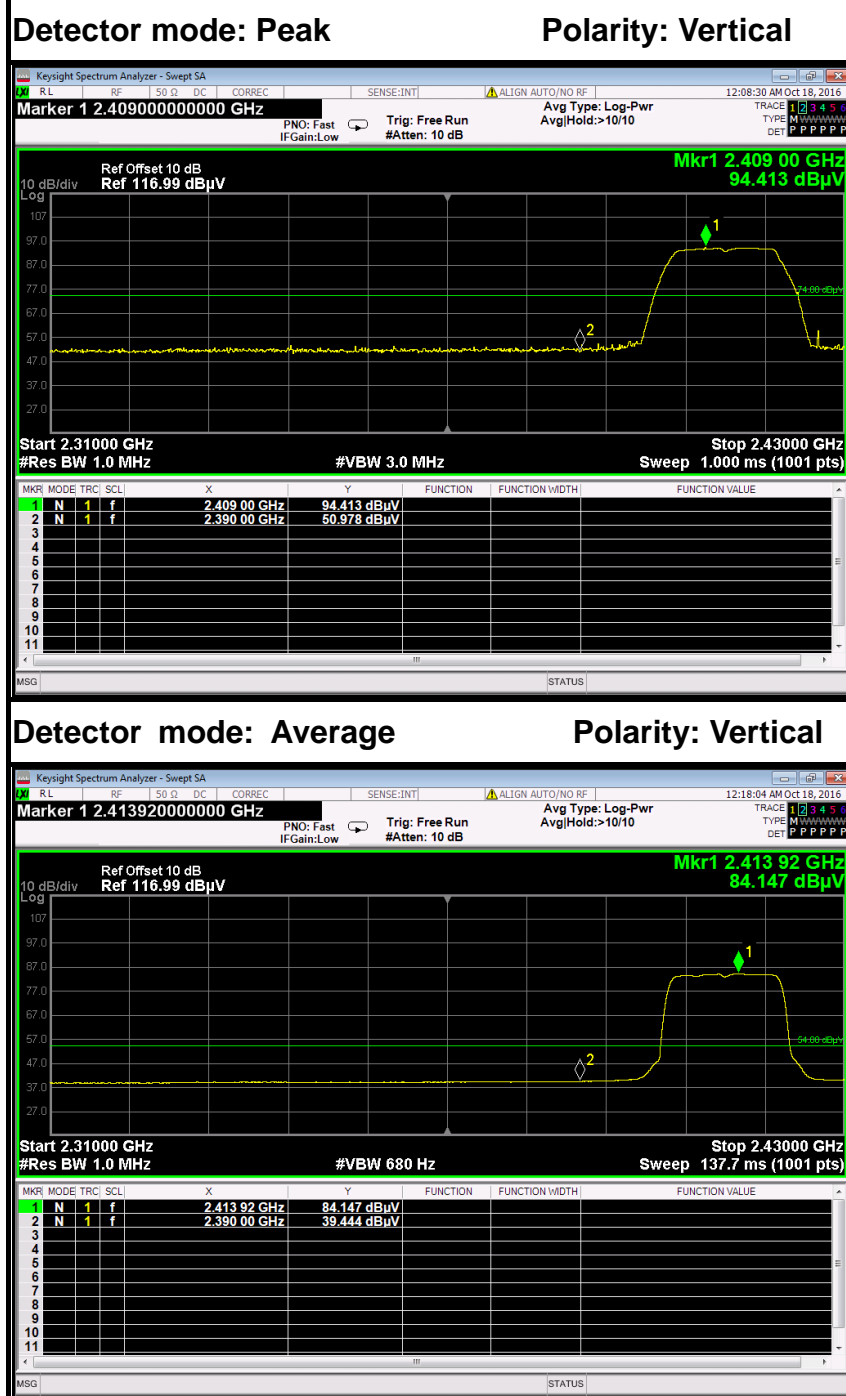 Detector mode: Peak Polarity: Vertical
Keysight Spectrum Analyzer - Swept SA
LXI RL RF 50 Ω DC CORREC SENSE:INT ALIGN AUTO/NO RF 12:08:30 AM Oct 18, 2016
Marker 1 2.409000000000 GHz
PNO: Fast
IFGain:Low
Trig: Free Run
#Atten: 10 dB
Avg Type: Log-Pwr
Avg|Hold:>10/10
TRACE 1 2 3 4 5 6
TYPE M WWWWW
DET P P P P P P
Mkr1 2.409 00 GHz
94.413 dBµV
Ref Offset 10 dB
10 dB/div Ref 116.99 dBµV
Log
107
97.0
87.0
77.0
67.0
57.0
47.0
37.0
27.0
1
74.00 dBµV
2
Start 2.31000 GHz Stop 2.43000 GHz
#Res BW 1.0 MHz #VBW 3.0 MHz Sweep 1.000 ms (1001 pts)
MKR MODE TRC SCL X Y FUNCTION FUNCTION WIDTH FUNCTION VALUE
1 N 1 f 2.409 00 GHz 94.413 dBµV
2 N 1 f 2.390 00 GHz 50.978 dBµV
3
4
5
6
7
8
9
10
11
MSG STATUS
Detector mode: Average Polarity: Vertical
Keysight Spectrum Analyzer - Swept SA
LXI RL RF 50 Ω DC CORREC SENSE:INT ALIGN AUTO/NO RF 12:18:04 AM Oct 18, 2016
Marker 1 2.413920000000 GHz
PNO: Fast
IFGain:Low
Trig: Free Run
#Atten: 10 dB
Avg Type: Log-Pwr
Avg|Hold:>10/10
TRACE 1 2 3 4 5 6
TYPE M WWWWW
DET P P P P P P
Mkr1 2.413 92 GHz
84.147 dBµV
Ref Offset 10 dB
10 dB/div Ref 116.99 dBµV
Log
107
97.0
87.0
77.0
67.0
57.0
47.0
37.0
27.0
1
54.00 dBµV
2
Start 2.31000 GHz Stop 2.43000 GHz
#Res BW 1.0 MHz #VBW 680 Hz Sweep 137.7 ms (1001 pts)
MKR MODE TRC SCL X Y FUNCTION FUNCTION WIDTH FUNCTION VALUE
1 N 1 f 2.413 92 GHz 84.147 dBµV
2 N 1 f 2.390 00 GHz 39.444 dBµV
3
4
5
6
7
8
9
10
11
MSG STATUS